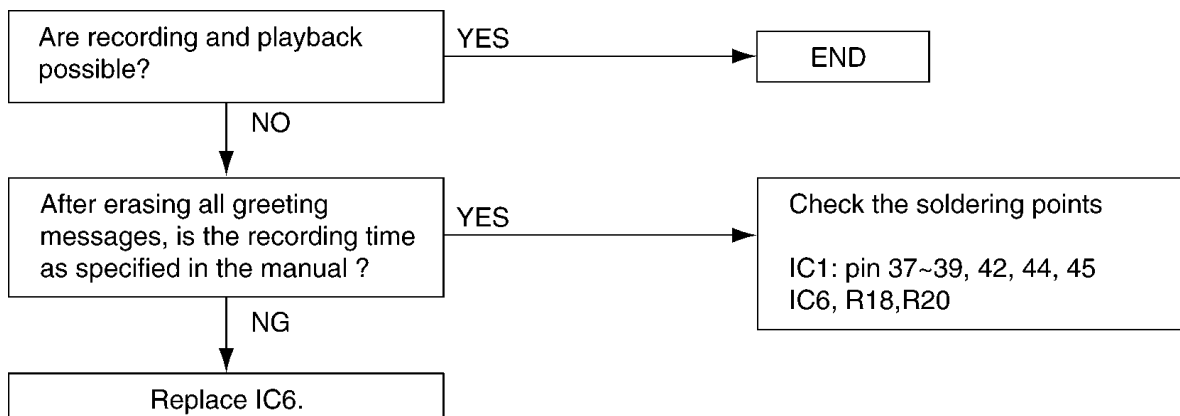 Are recording and playback
possible?
YES
END
NO
After erasing all greeting
messages, is the recording time
as specified in the manual ?
YES
Check the soldering points
IC1: pin 37~39, 42, 44, 45
IC6, R18,R20
NG
Replace IC6.